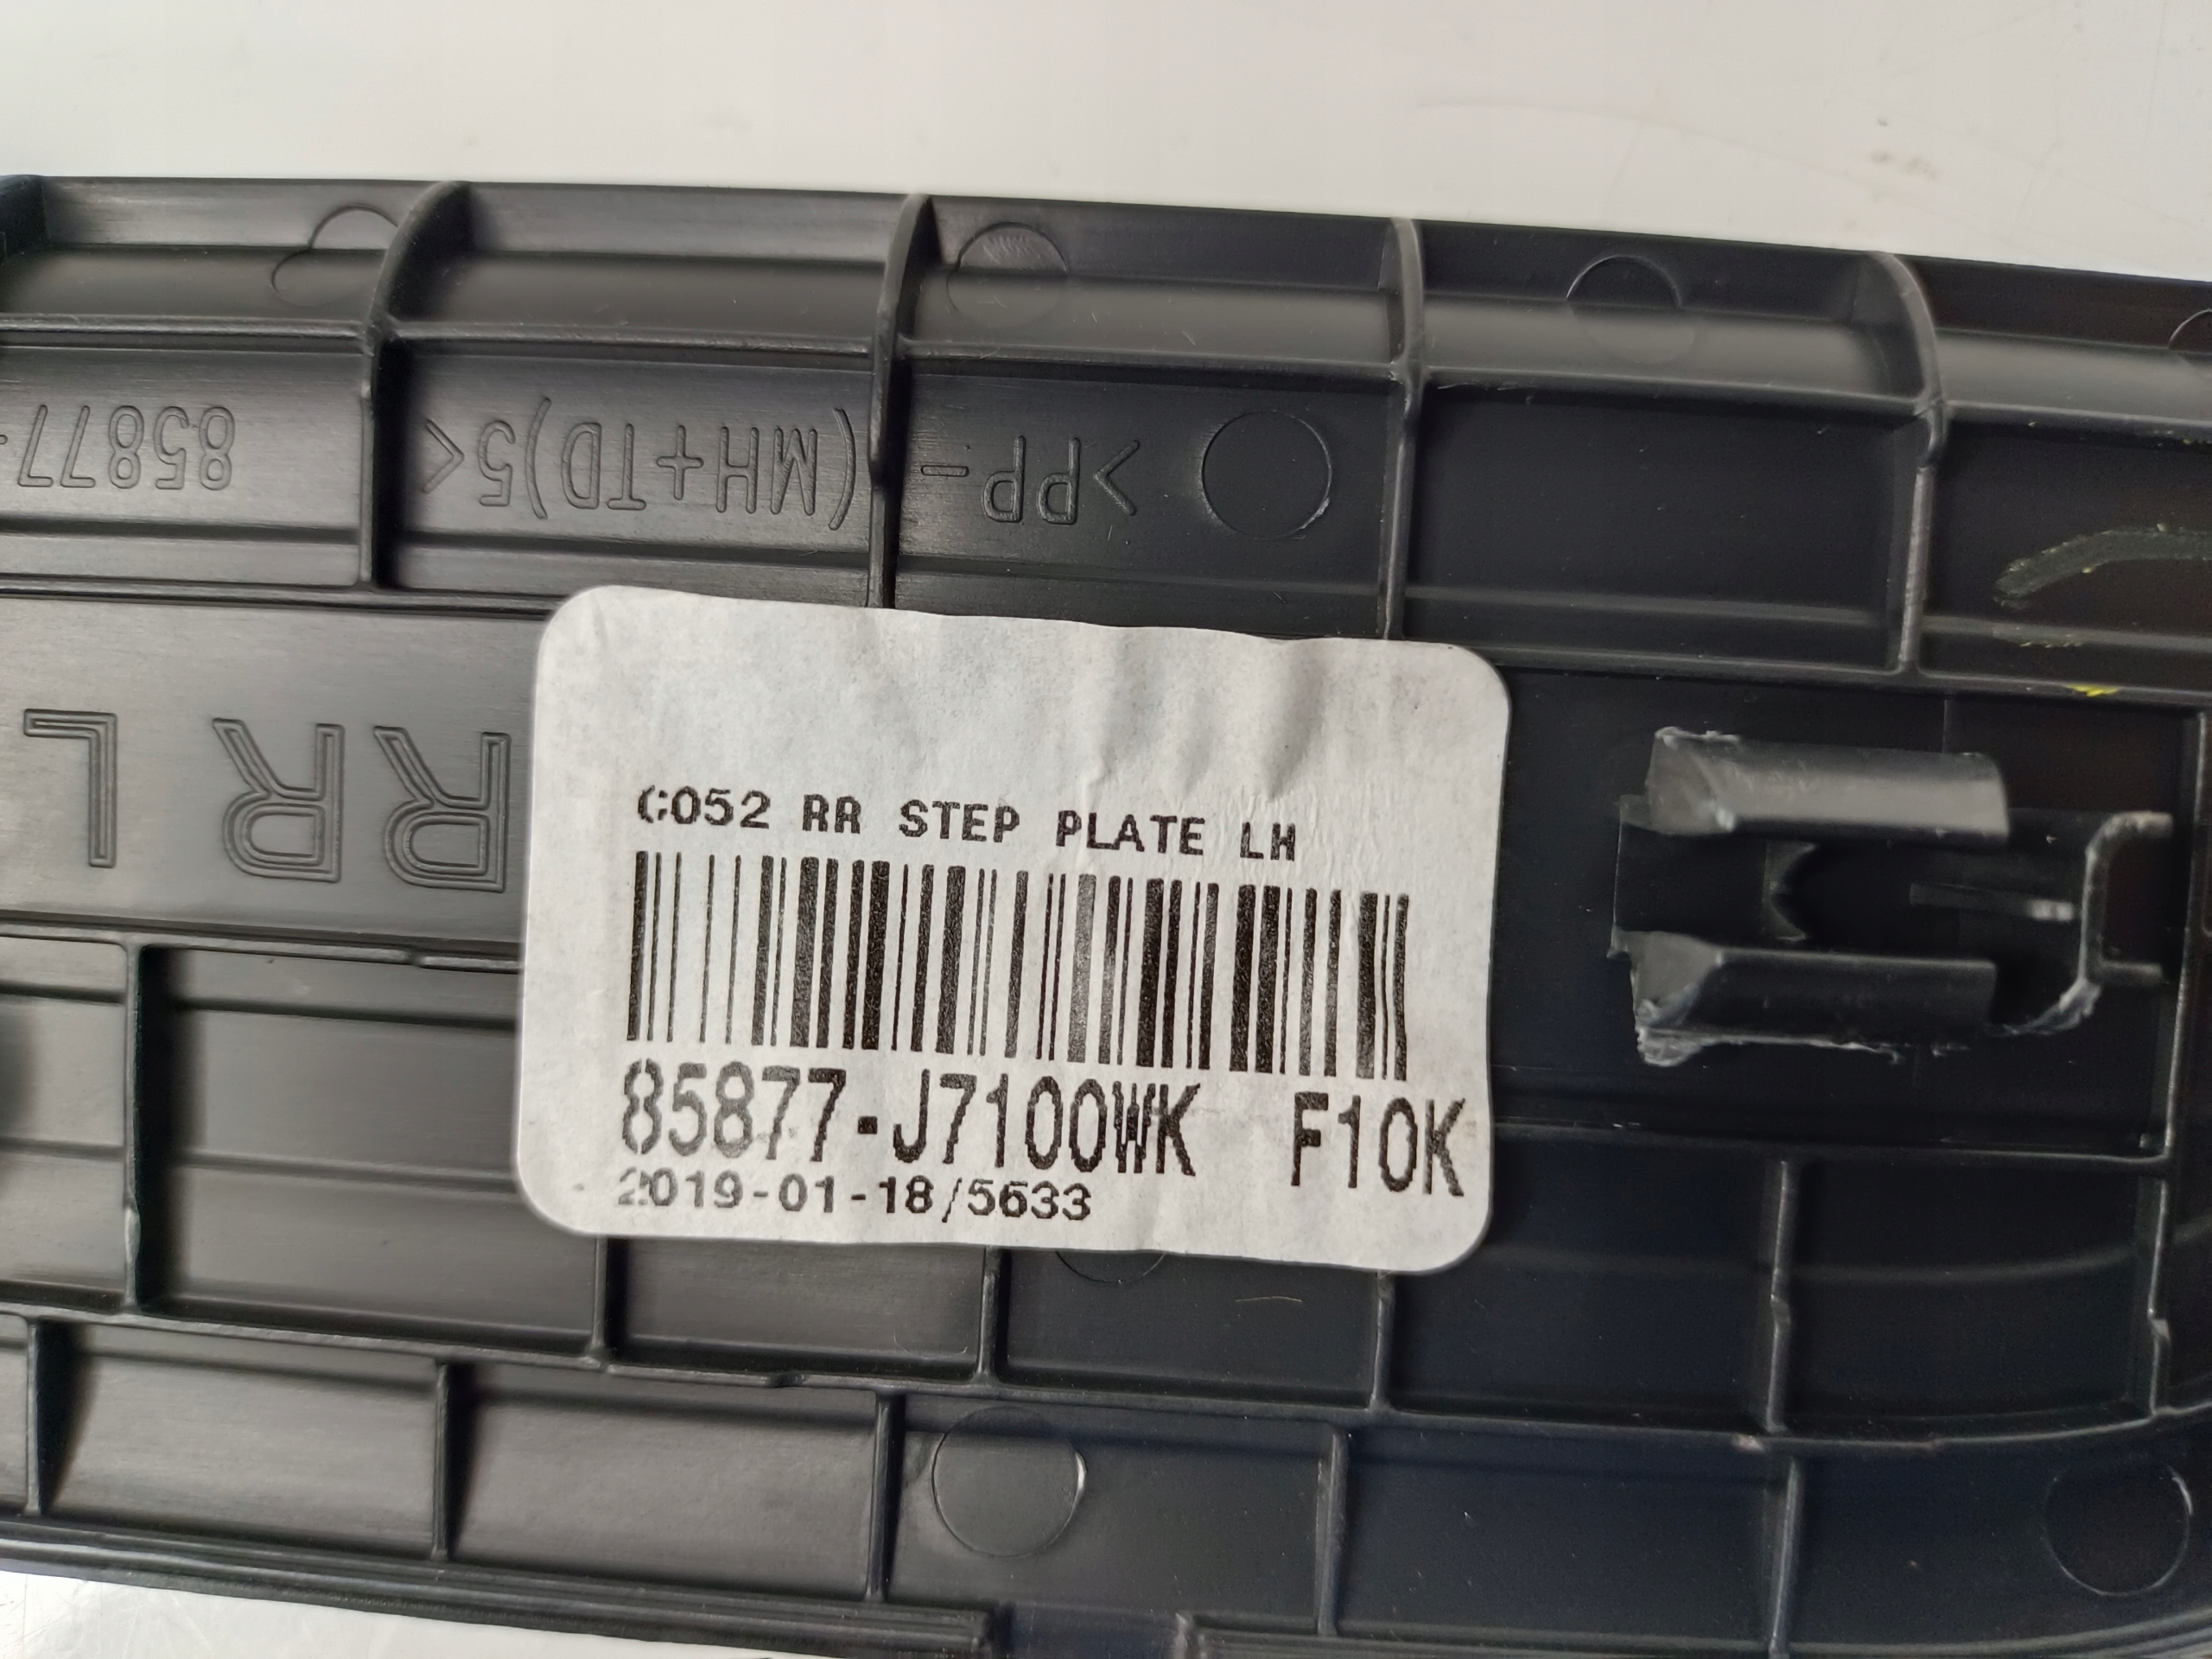 85877-
>PP-(MH+TD)5<
RR L
C052 RR STEP PLATE LH
85877-J7100WK F10K
2019-01-18/5633